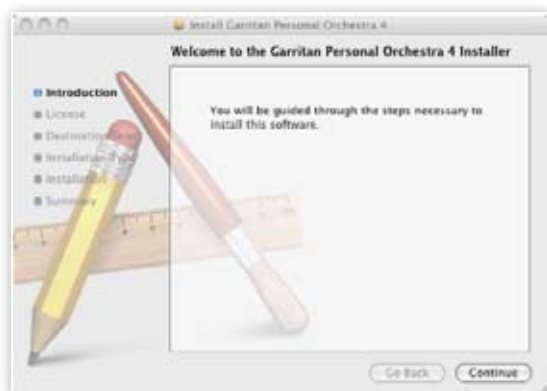 Install Garritan Personal Orchestra 4
Welcome to the Garritan Personal Orchestra 4 Installer
Introduction
License
Destination
Installation Type
Installation
Summary
You will be guided through the steps necessary to
install this software.
Go Back
Continue